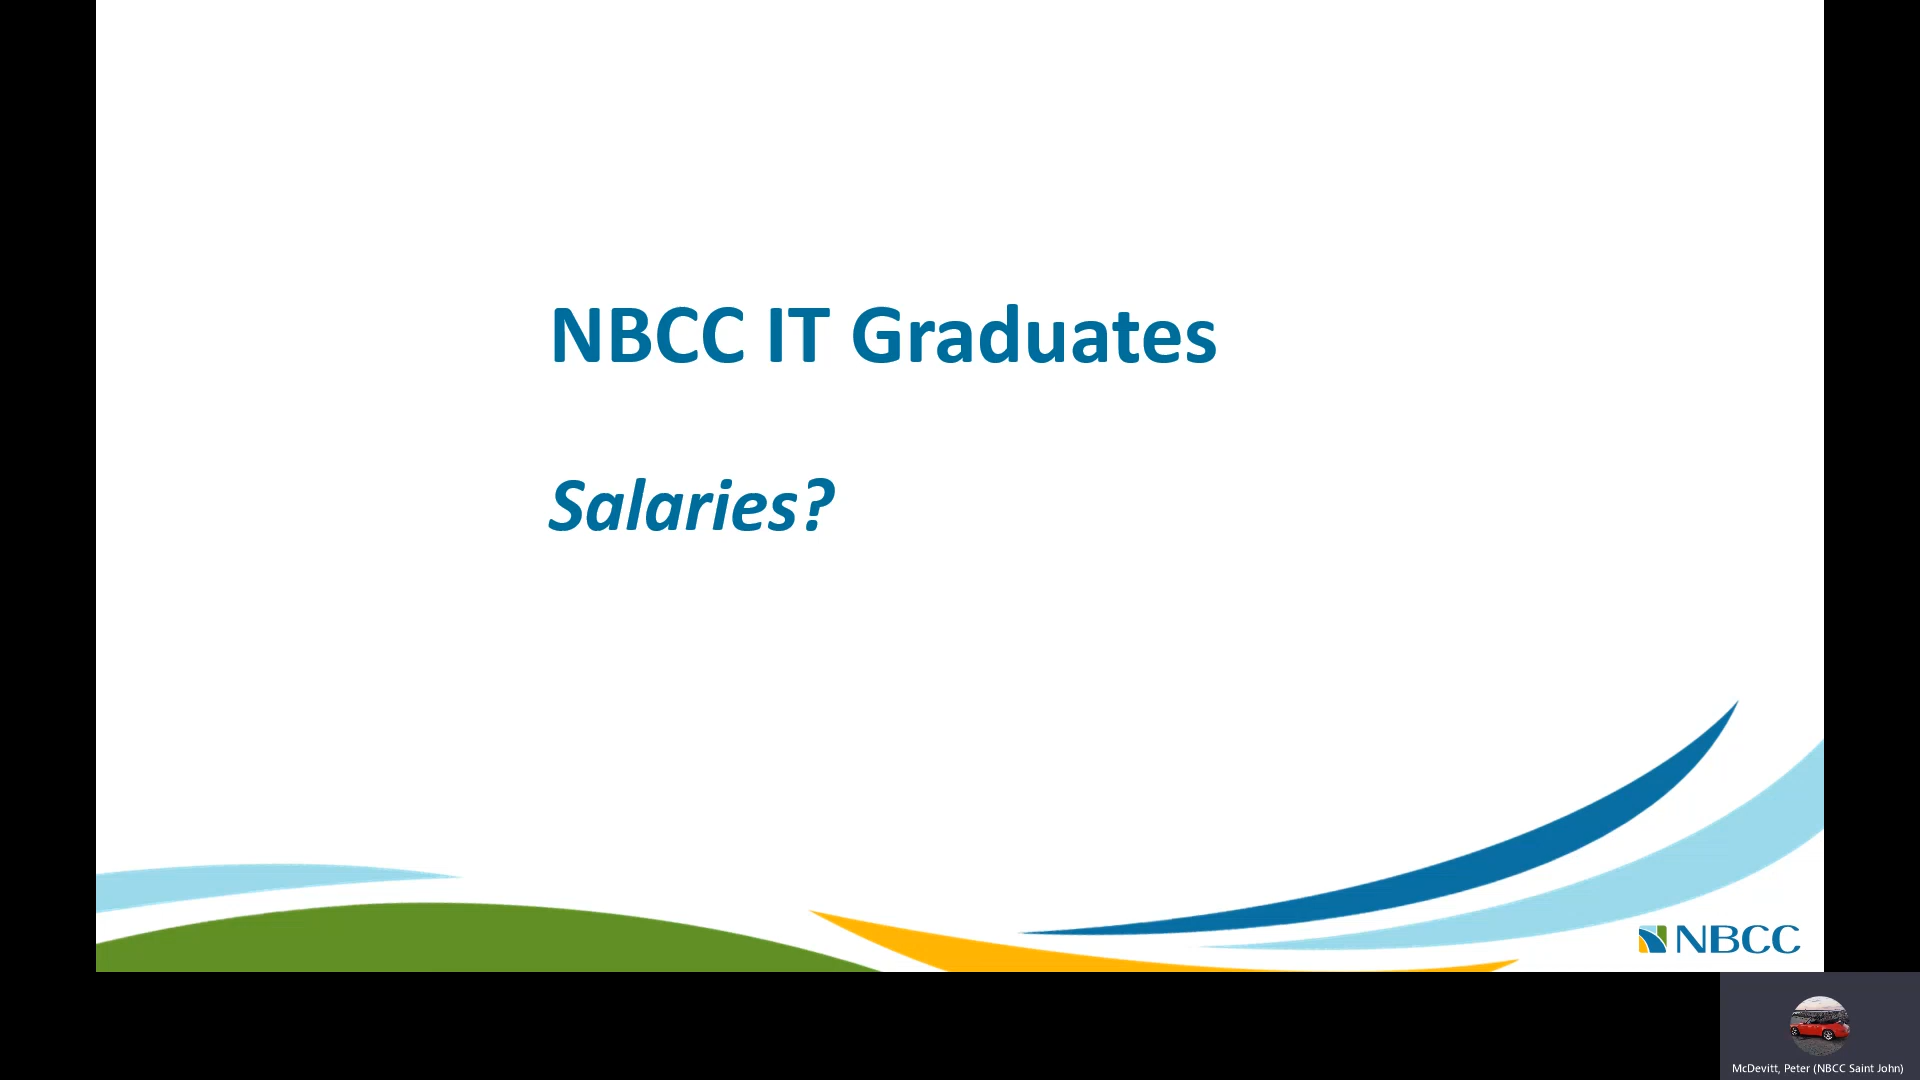 NBCC IT Graduates
Salaries?
NBCC
McDevitt, Peter (NBCC Saint John)